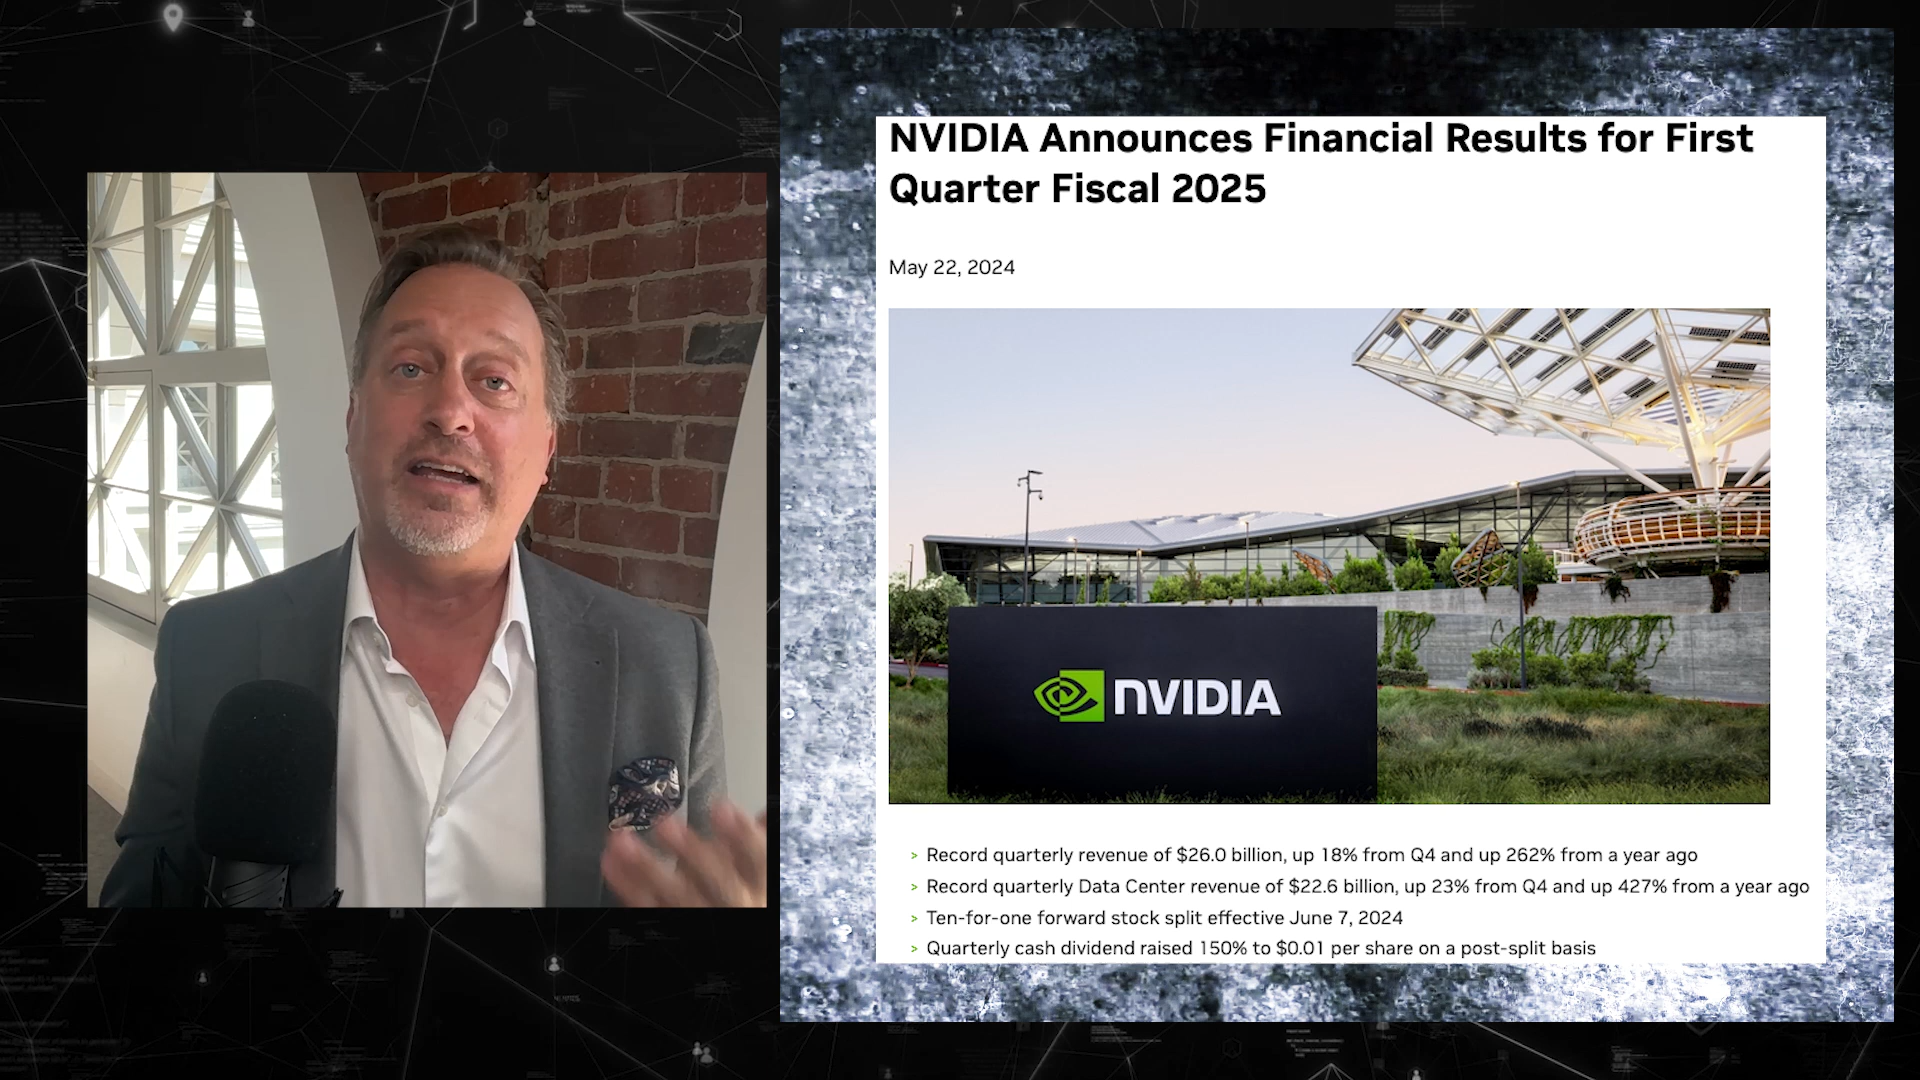 NVIDIA Announces Financial Results for First
Quarter Fiscal 2025
May 22, 2024
NVIDIA
> Record quarterly revenue of $26.0 billion, up 18% from Q4 and up 262% from a year ago
> Record quarterly Data Center revenue of $22.6 billion, up 23% from Q4 and up 427% from a year ago
> Ten-for-one forward stock split effective June 7, 2024
> Quarterly cash dividend raised 150% to $0.01 per share on a post-split basis